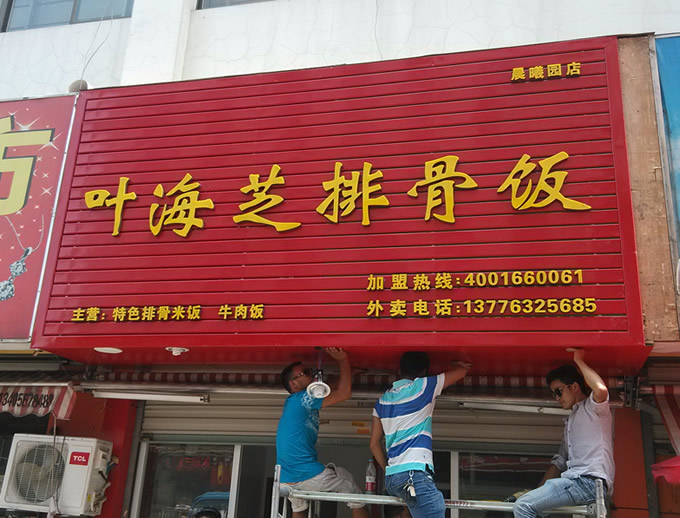 晨曦园店
叶海芝排骨饭
加盟热线:4001660061
主营:特色排骨米饭 牛肉饭
外卖电话:13776325685
TCL